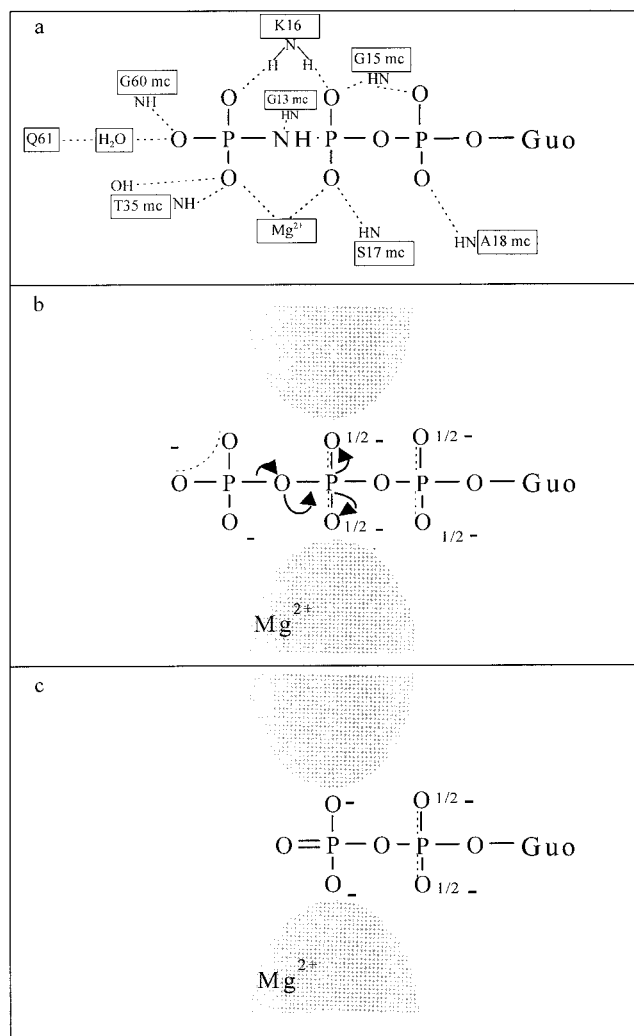 a
K16
N
H H
G15 mc
HN
G60 mc
NH
G13 mc
HN
O O O
Q61 H₂O O P NH P O P O Guo
OH
O O O
T35 mc NH
Mg²⁺
HN
S17 mc
HN A18 mc
b
- O O 1/2 - O 1/2 -
O P O P O P O Guo
O - O 1/2 - O 1/2 -
Mg²⁺
c
O - O 1/2 -
O = P O P O Guo
O - O 1/2 -
Mg²⁺